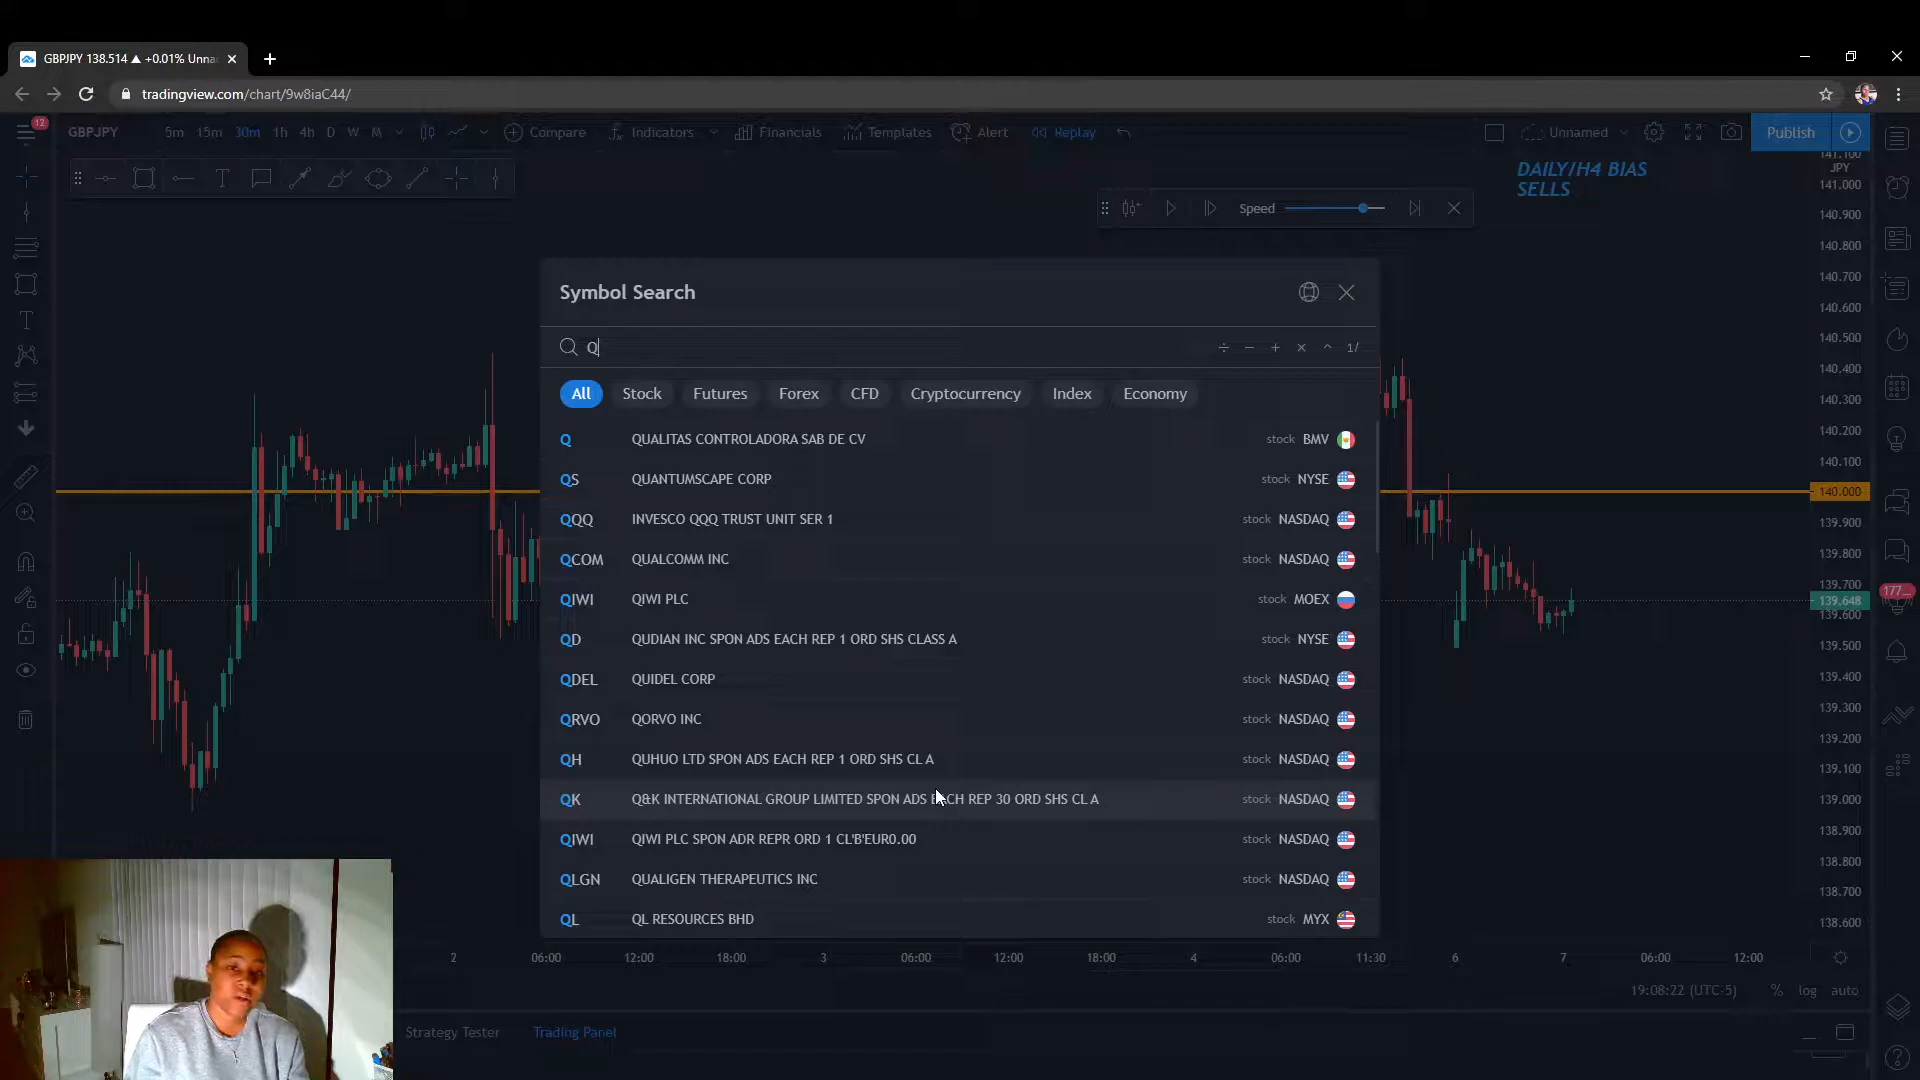 GBPJPY 138.514 ▲ +0.01% Unna
tradingview.com/chart/9w8iaC44/
12
GBPJPY 5m 15m 30m 1h 4h D W M Compare Indicators Financials Templates Alert Replay Unnamed Publish
DAILY/H4 BIAS
SELLS
Speed
Symbol Search
Q
÷ − + × ^ 1/
All Stock Futures Forex CFD Cryptocurrency Index Economy
Q QUALITAS CONTROLADORA SAB DE CV stock BMV
QS QUANTUMSCAPE CORP stock NYSE
QQQ INVESCO QQQ TRUST UNIT SER 1 stock NASDAQ
QCOM QUALCOMM INC stock NASDAQ
QIWI QIWI PLC stock MOEX
QD QUDIAN INC SPON ADS EACH REP 1 ORD SHS CLASS A stock NYSE
QDEL QUIDEL CORP stock NASDAQ
QRVO QORVO INC stock NASDAQ
QH QUHUO LTD SPON ADS EACH REP 1 ORD SHS CL A stock NASDAQ
QK Q&K INTERNATIONAL GROUP LIMITED SPON ADS EACH REP 30 ORD SHS CL A stock NASDAQ
QIWI QIWI PLC SPON ADR REPR ORD 1 CL'B'EUR0.00 stock NASDAQ
QLGN QUALIGEN THERAPEUTICS INC stock NASDAQ
QL QL RESOURCES BHD stock MYX
141.100
JPY
141.000
140.900
140.800
140.700
140.600
140.500
140.400
140.300
140.200
140.100
140.000
139.900
139.800
139.700
139.648
139.600
139.500
139.400
139.300
139.200
139.100
139.000
138.900
138.800
138.700
138.600
177...
2 06:00 12:00 18:00 3 06:00 12:00 18:00 4 06:00 11:30 6 7 06:00 12:00
19:08:22 (UTC-5) % log auto
Strategy Tester Trading Panel